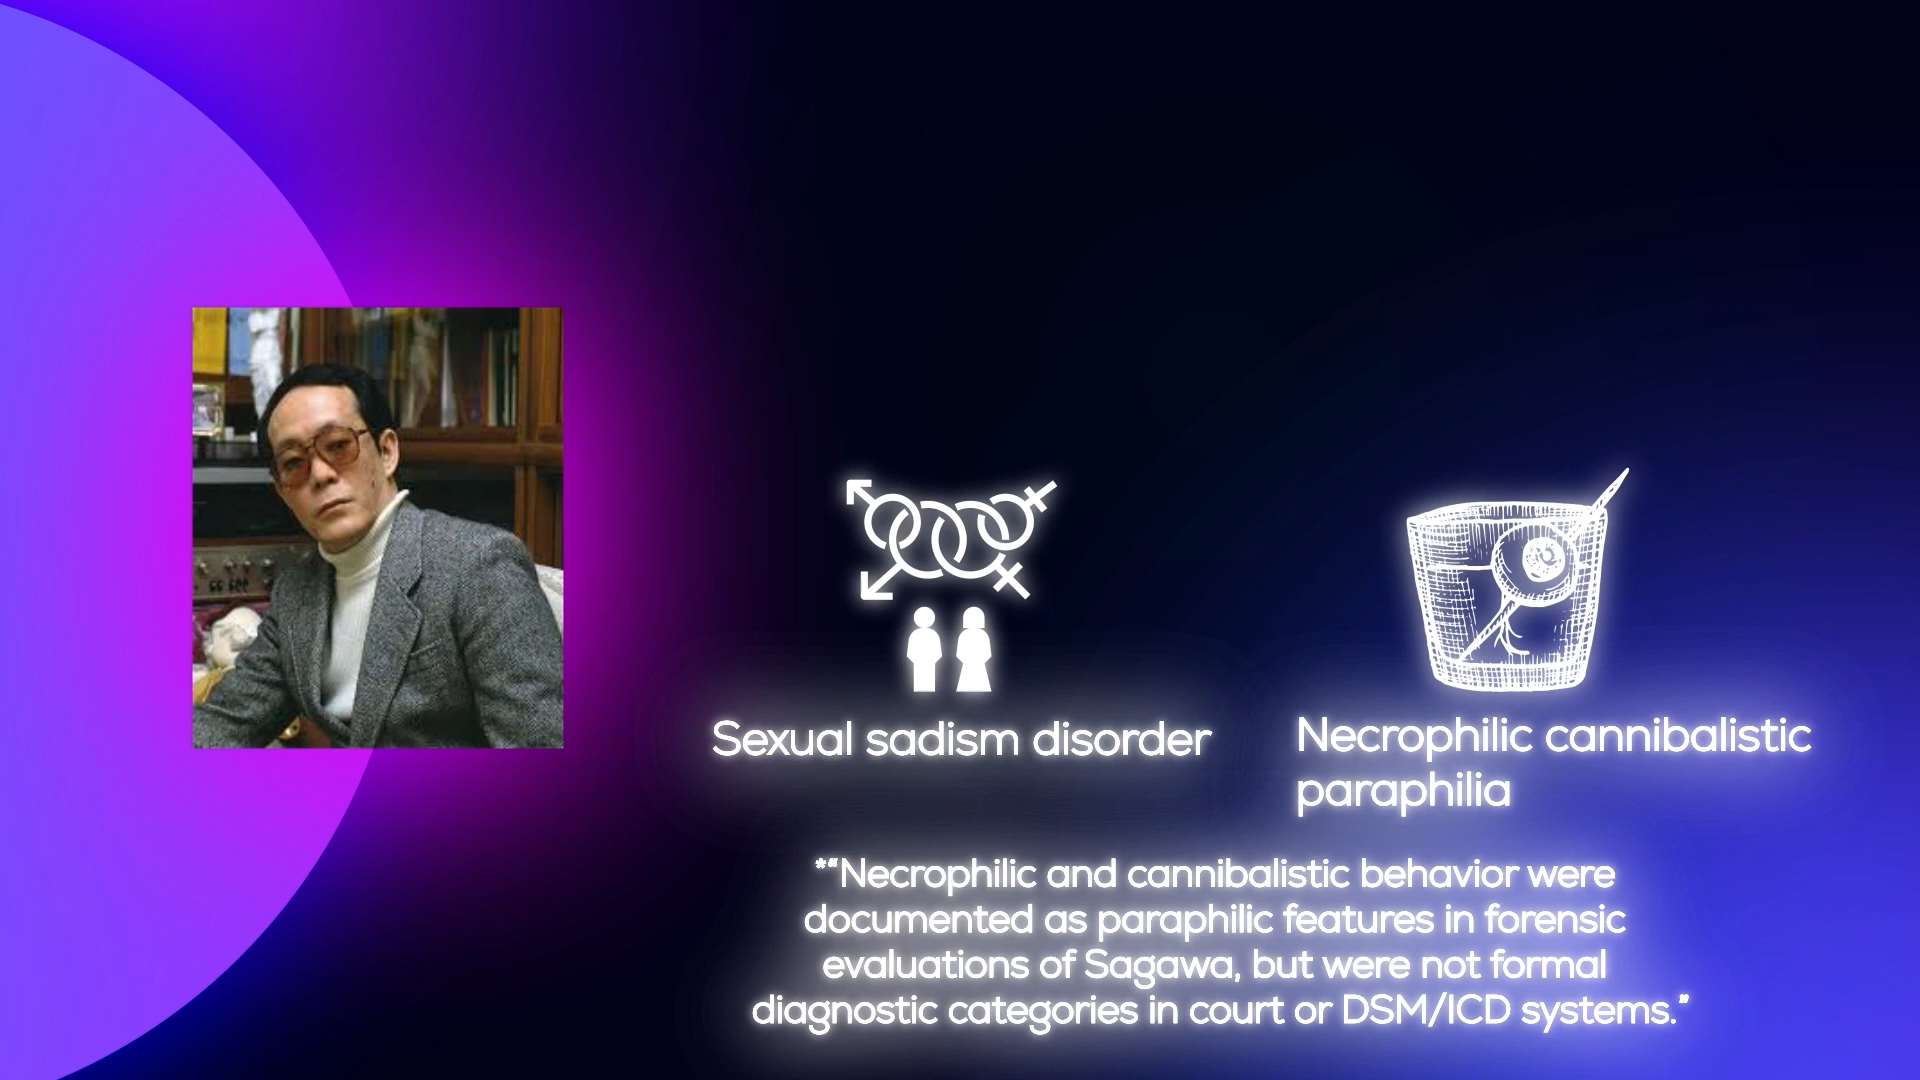 Sexual sadism disorder
Necrophilic cannibalistic
paraphilia
*“Necrophilic and cannibalistic behavior were
documented as paraphilic features in forensic
evaluations of Sagawa, but were not formal
diagnostic categories in court or DSM/ICD systems.”